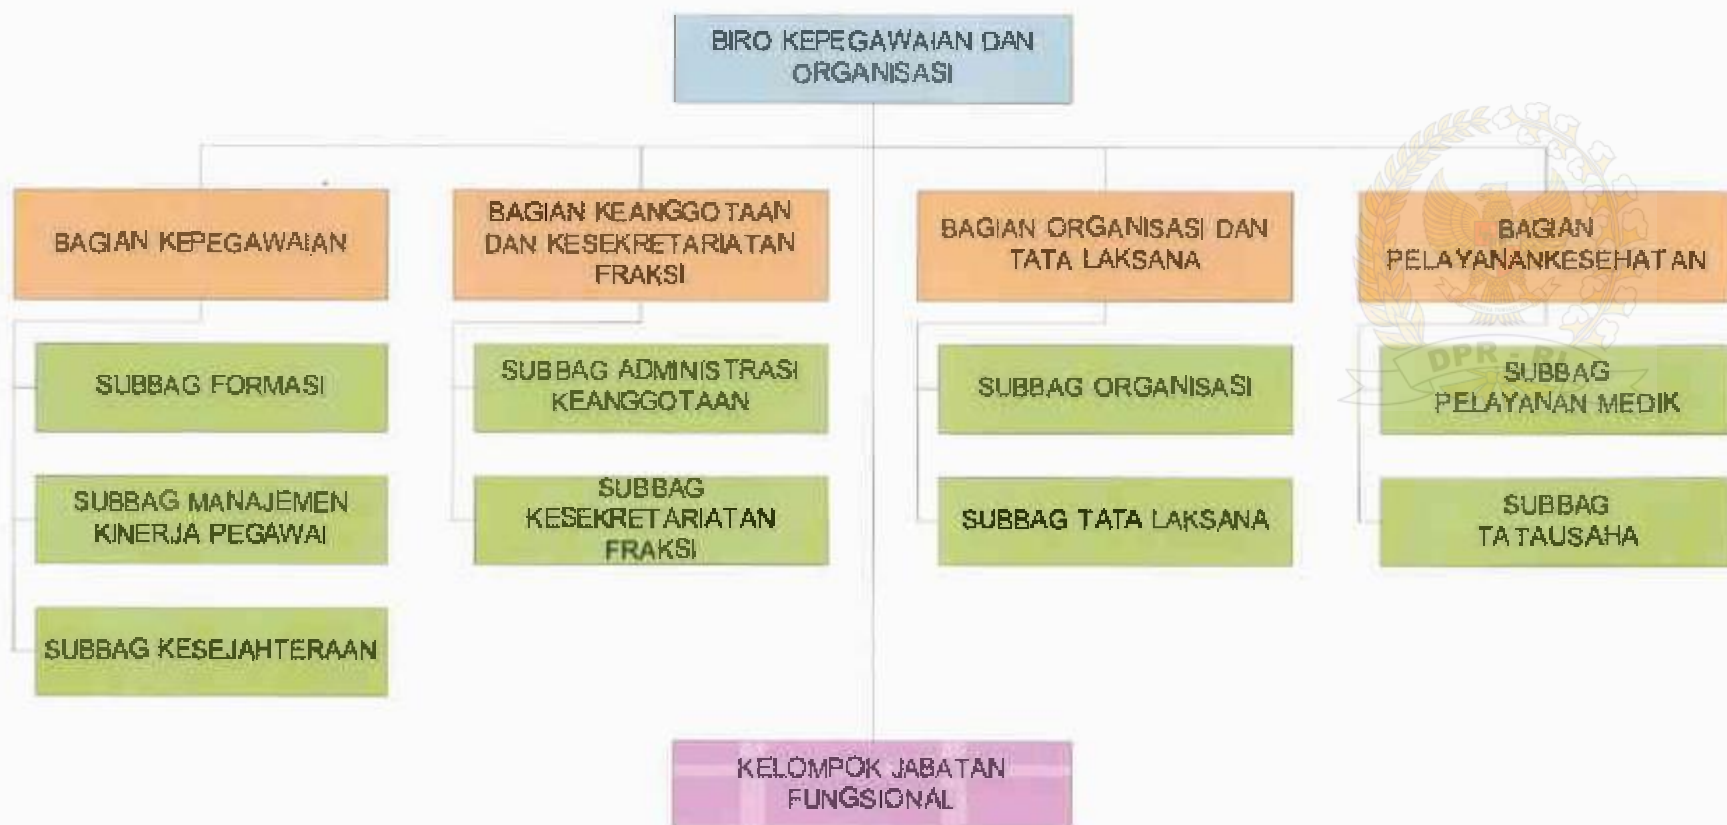 BIRO KEPEGAWAIAN DAN
ORGANISASI
BAGIAN KEPEGAWAIAN
BAGIAN KEANGGOTAAN
DAN KESEKRETARIATAN
FRAKSI
BAGIAN ORGANISASI DAN
TATA LAKSANA
BAGIAN
PELAYANANKESEHATAN
SUBBAG FORMASI
SUBBAG ADMINISTRASI
KEANGGOTAAN
SUBBAG ORGANISASI
DPR - RI
SUBBAG
PELAYANAN MEDIK
SUBBAG MANAJEMEN
KINERJA PEGAWAI
SUBBAG
KESEKRETARIATAN
FRAKSI
SUBBAG TATA LAKSANA
SUBBAG
TATAUSAHA
SUBBAG KESEJAHTERAAN
KELOMPOK JABATAN
FUNGSIONAL